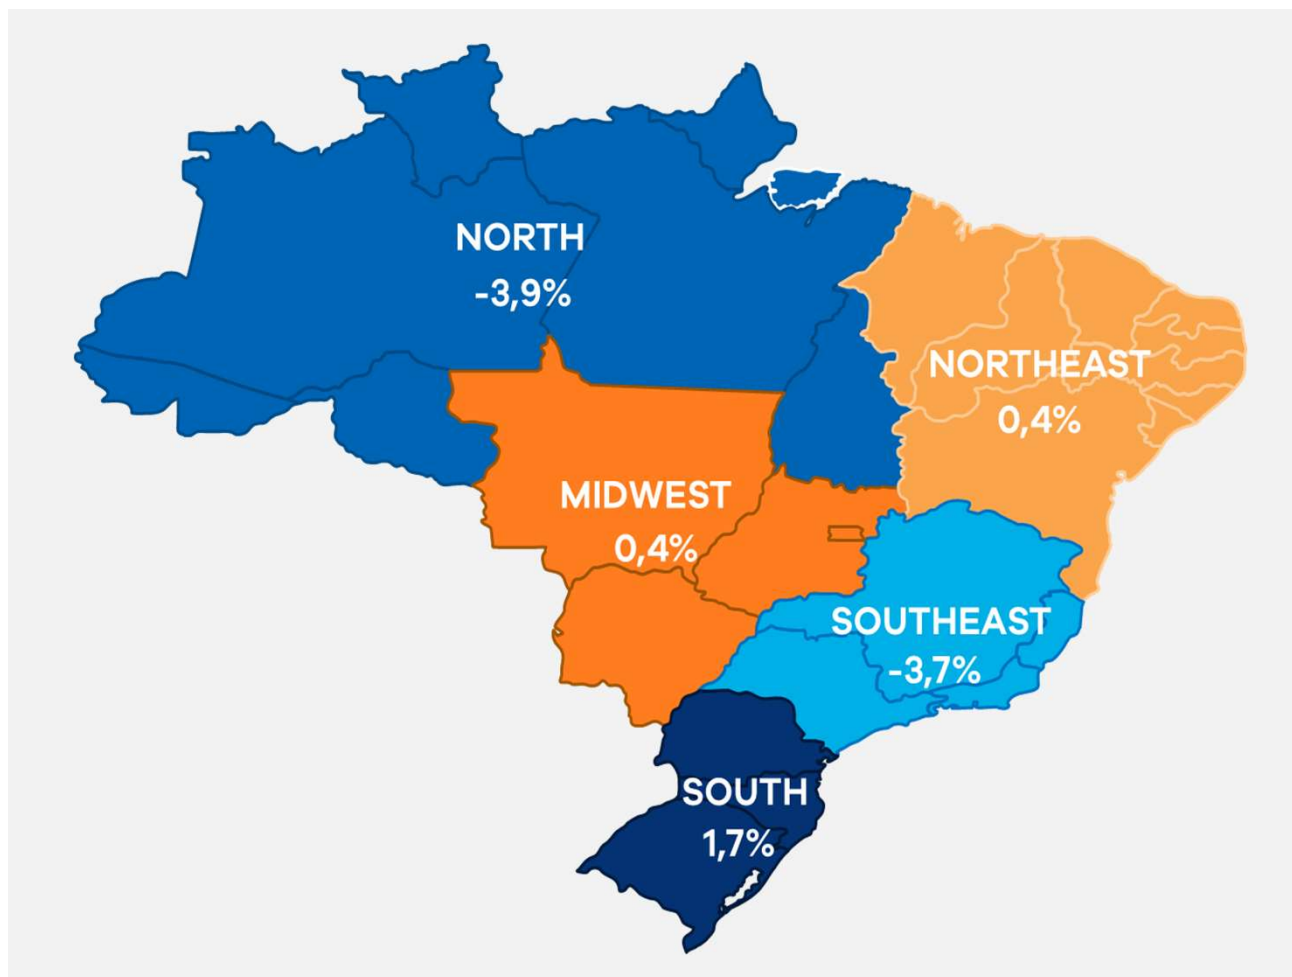 NORTH
-3,9%
NORTHEAST
0,4%
MIDWEST
0,4%
SOUTHEAST
-3,7%
SOUTH
1,7%